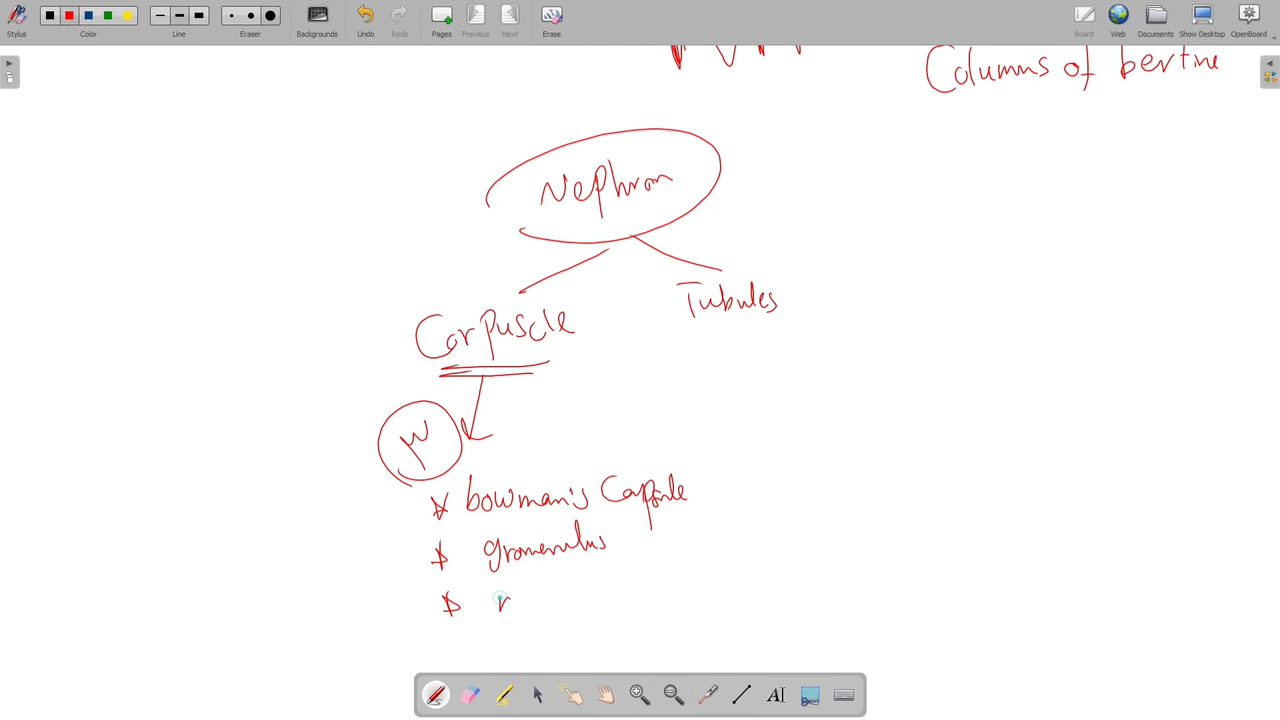 Stylus Color Line Eraser Backgrounds Undo Redo Pages Previous Next Erase Board Web Documents Show Desktop OpenBoard
Columns of bertine
Nephron
Corpuscle Tubules
٣
bowman's Capsule
gromerulus
r